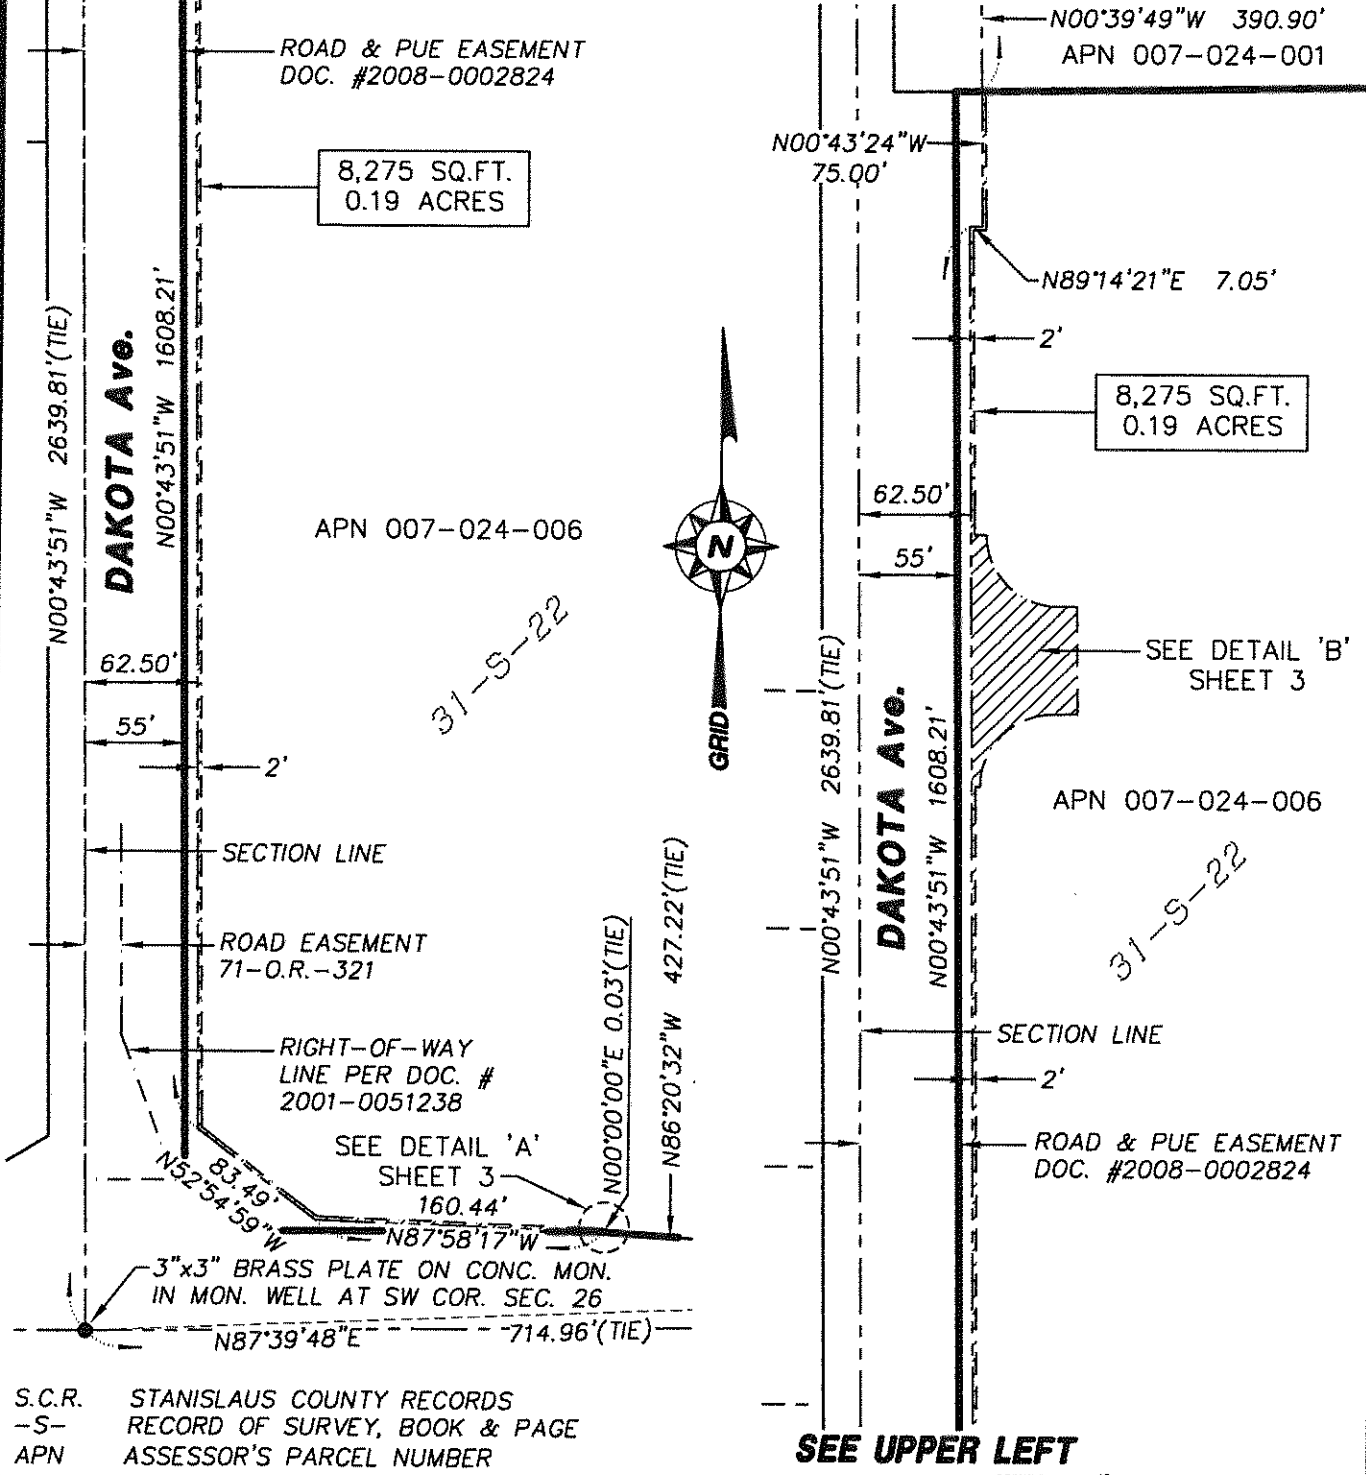 ROAD & PUE EASEMENT
DOC. #2008-0002824
8,275 SQ.FT.
0.19 ACRES
N00°43'51"W 2639.81'(TIE)
DAKOTA Ave.
N00°43'51"W 1608.21'
APN 007-024-006
31-S-22
62.50'
55'
2'
SECTION LINE
ROAD EASEMENT
71-O.R.-321
RIGHT-OF-WAY
LINE PER DOC. #
2001-0051238
SEE DETAIL 'A'
SHEET 3
160.44'
N87°58'17"W
83.49'
N52°54'59"W
N00°00'00"E 0.03'(TIE)
N86°20'32"W 427.22'(TIE)
3"x3" BRASS PLATE ON CONC. MON.
IN MON. WELL AT SW COR. SEC. 26
N87°39'48"E 714.96'(TIE)
S.C.R. STANISLAUS COUNTY RECORDS
-S- RECORD OF SURVEY, BOOK & PAGE
APN ASSESSOR'S PARCEL NUMBER
N
GRID
N00°39'49"W 390.90'
APN 007-024-001
N00°43'24"W
75.00'
N89°14'21"E 7.05'
2'
8,275 SQ.FT.
0.19 ACRES
62.50'
55'
SEE DETAIL 'B'
SHEET 3
N00°43'51"W 2639.81'(TIE)
DAKOTA Ave.
N00°43'51"W 1608.21'
APN 007-024-006
31-S-22
SECTION LINE
2'
ROAD & PUE EASEMENT
DOC. #2008-0002824
SEE UPPER LEFT